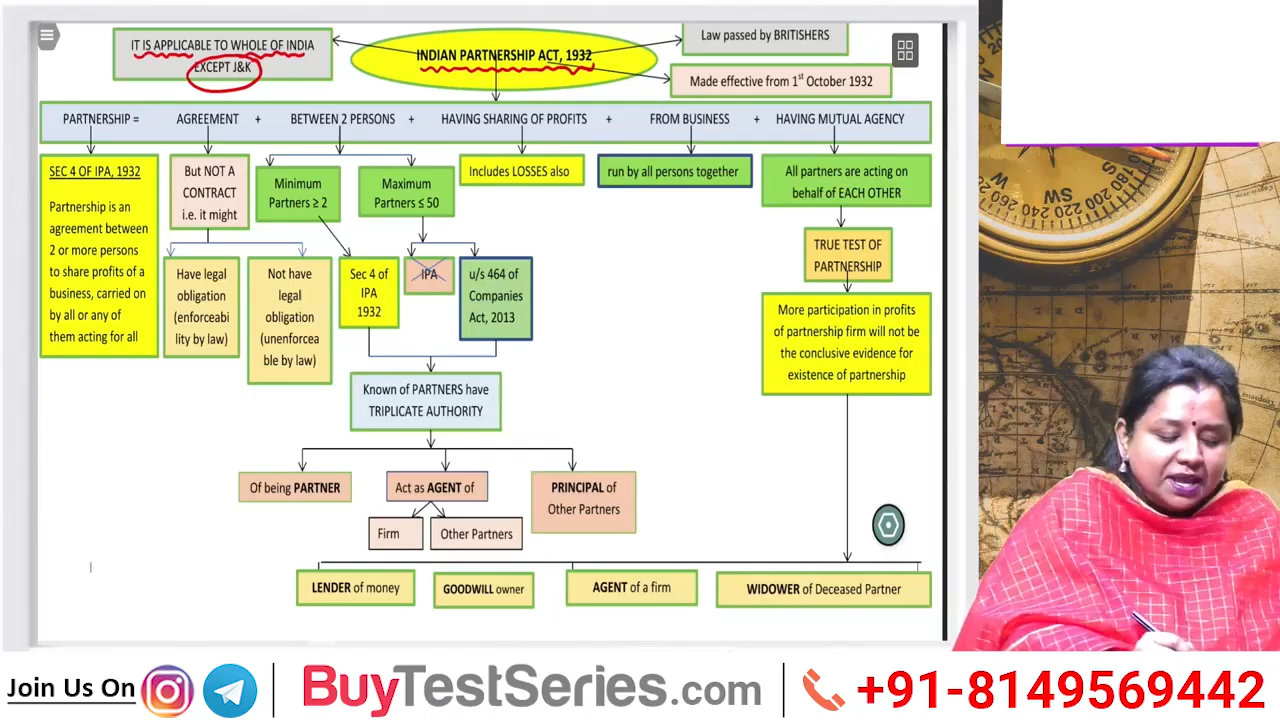 IT IS APPLICABLE TO WHOLE OF INDIA
EXCEPT J&K
INDIAN PARTNERSHIP ACT, 1932
Law passed by BRITISHERS
Made effective from 1st October 1932
PARTNERSHIP = AGREEMENT + BETWEEN 2 PERSONS + HAVING SHARING OF PROFITS + FROM BUSINESS + HAVING MUTUAL AGENCY
SEC 4 OF IPA, 1932
Partnership is an
agreement between
2 or more persons
to share profits of a
business, carried on
by all or any of
them acting for all
But NOT A
CONTRACT
i.e. it might
Minimum
Partners ≥ 2
Maximum
Partners ≤ 50
Includes LOSSES also
run by all persons together
All partners are acting on
behalf of EACH OTHER
Have legal
obligation
(enforceabi
lity by law)
Not have
legal
obligation
(unenforcea
ble by law)
Sec 4 of
IPA
1932
IPA
u/s 464 of
Companies
Act, 2013
TRUE TEST OF
PARTNERSHIP
More participation in profits
of partnership firm will not be
the conclusive evidence for
existence of partnership
Known of PARTNERS have
TRIPLICATE AUTHORITY
Of being PARTNER
Act as AGENT of
PRINCIPAL of
Other Partners
Firm
Other Partners
LENDER of money
GOODWILL owner
AGENT of a firm
WIDOWER of Deceased Partner
SW
Join Us On
BuyTestSeries.com
+91-8149569442